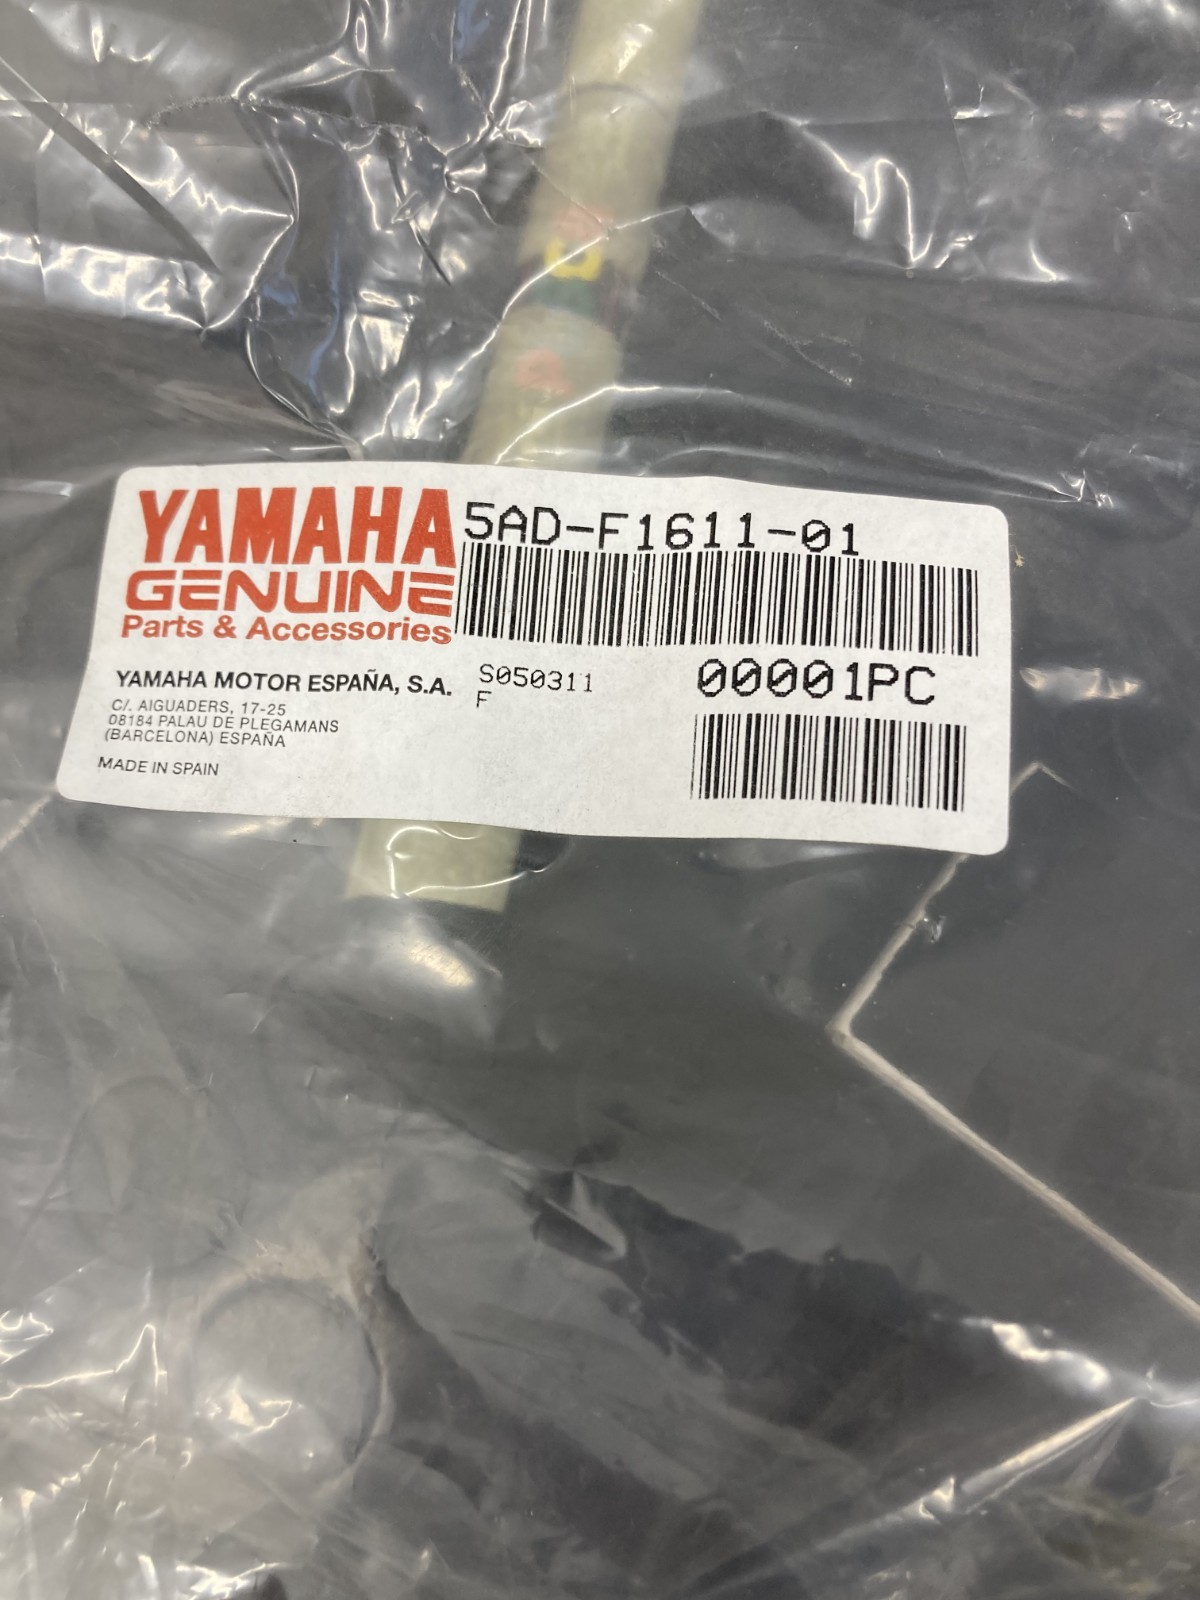 YAMAHA
GENUINE
Parts & Accessories
5AD-F1611-01
YAMAHA MOTOR ESPAÑA, S.A.
C/. AIGUADERS, 17-25
08184 PALAU DE PLEGAMANS
(BARCELONA) ESPAÑA
MADE IN SPAIN
S050311
F
00001PC